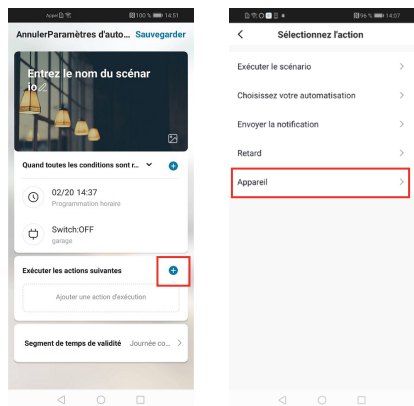 100 % 14:51
AnnulerParamètres d'auto... Sauvegarder
Entrez le nom du scénar
io
Quand toutes les conditions sont r...
02/20 14:37
Programmation horaire
Switch:OFF
garage
Exécuter les actions suivantes
Ajouter une action d'exécution
Segment de temps de validité Journée co...
96 % 14:07
Sélectionnez l'action
Exécuter le scénario
Choisissez votre automatisation
Envoyer la notification
Retard
Appareil